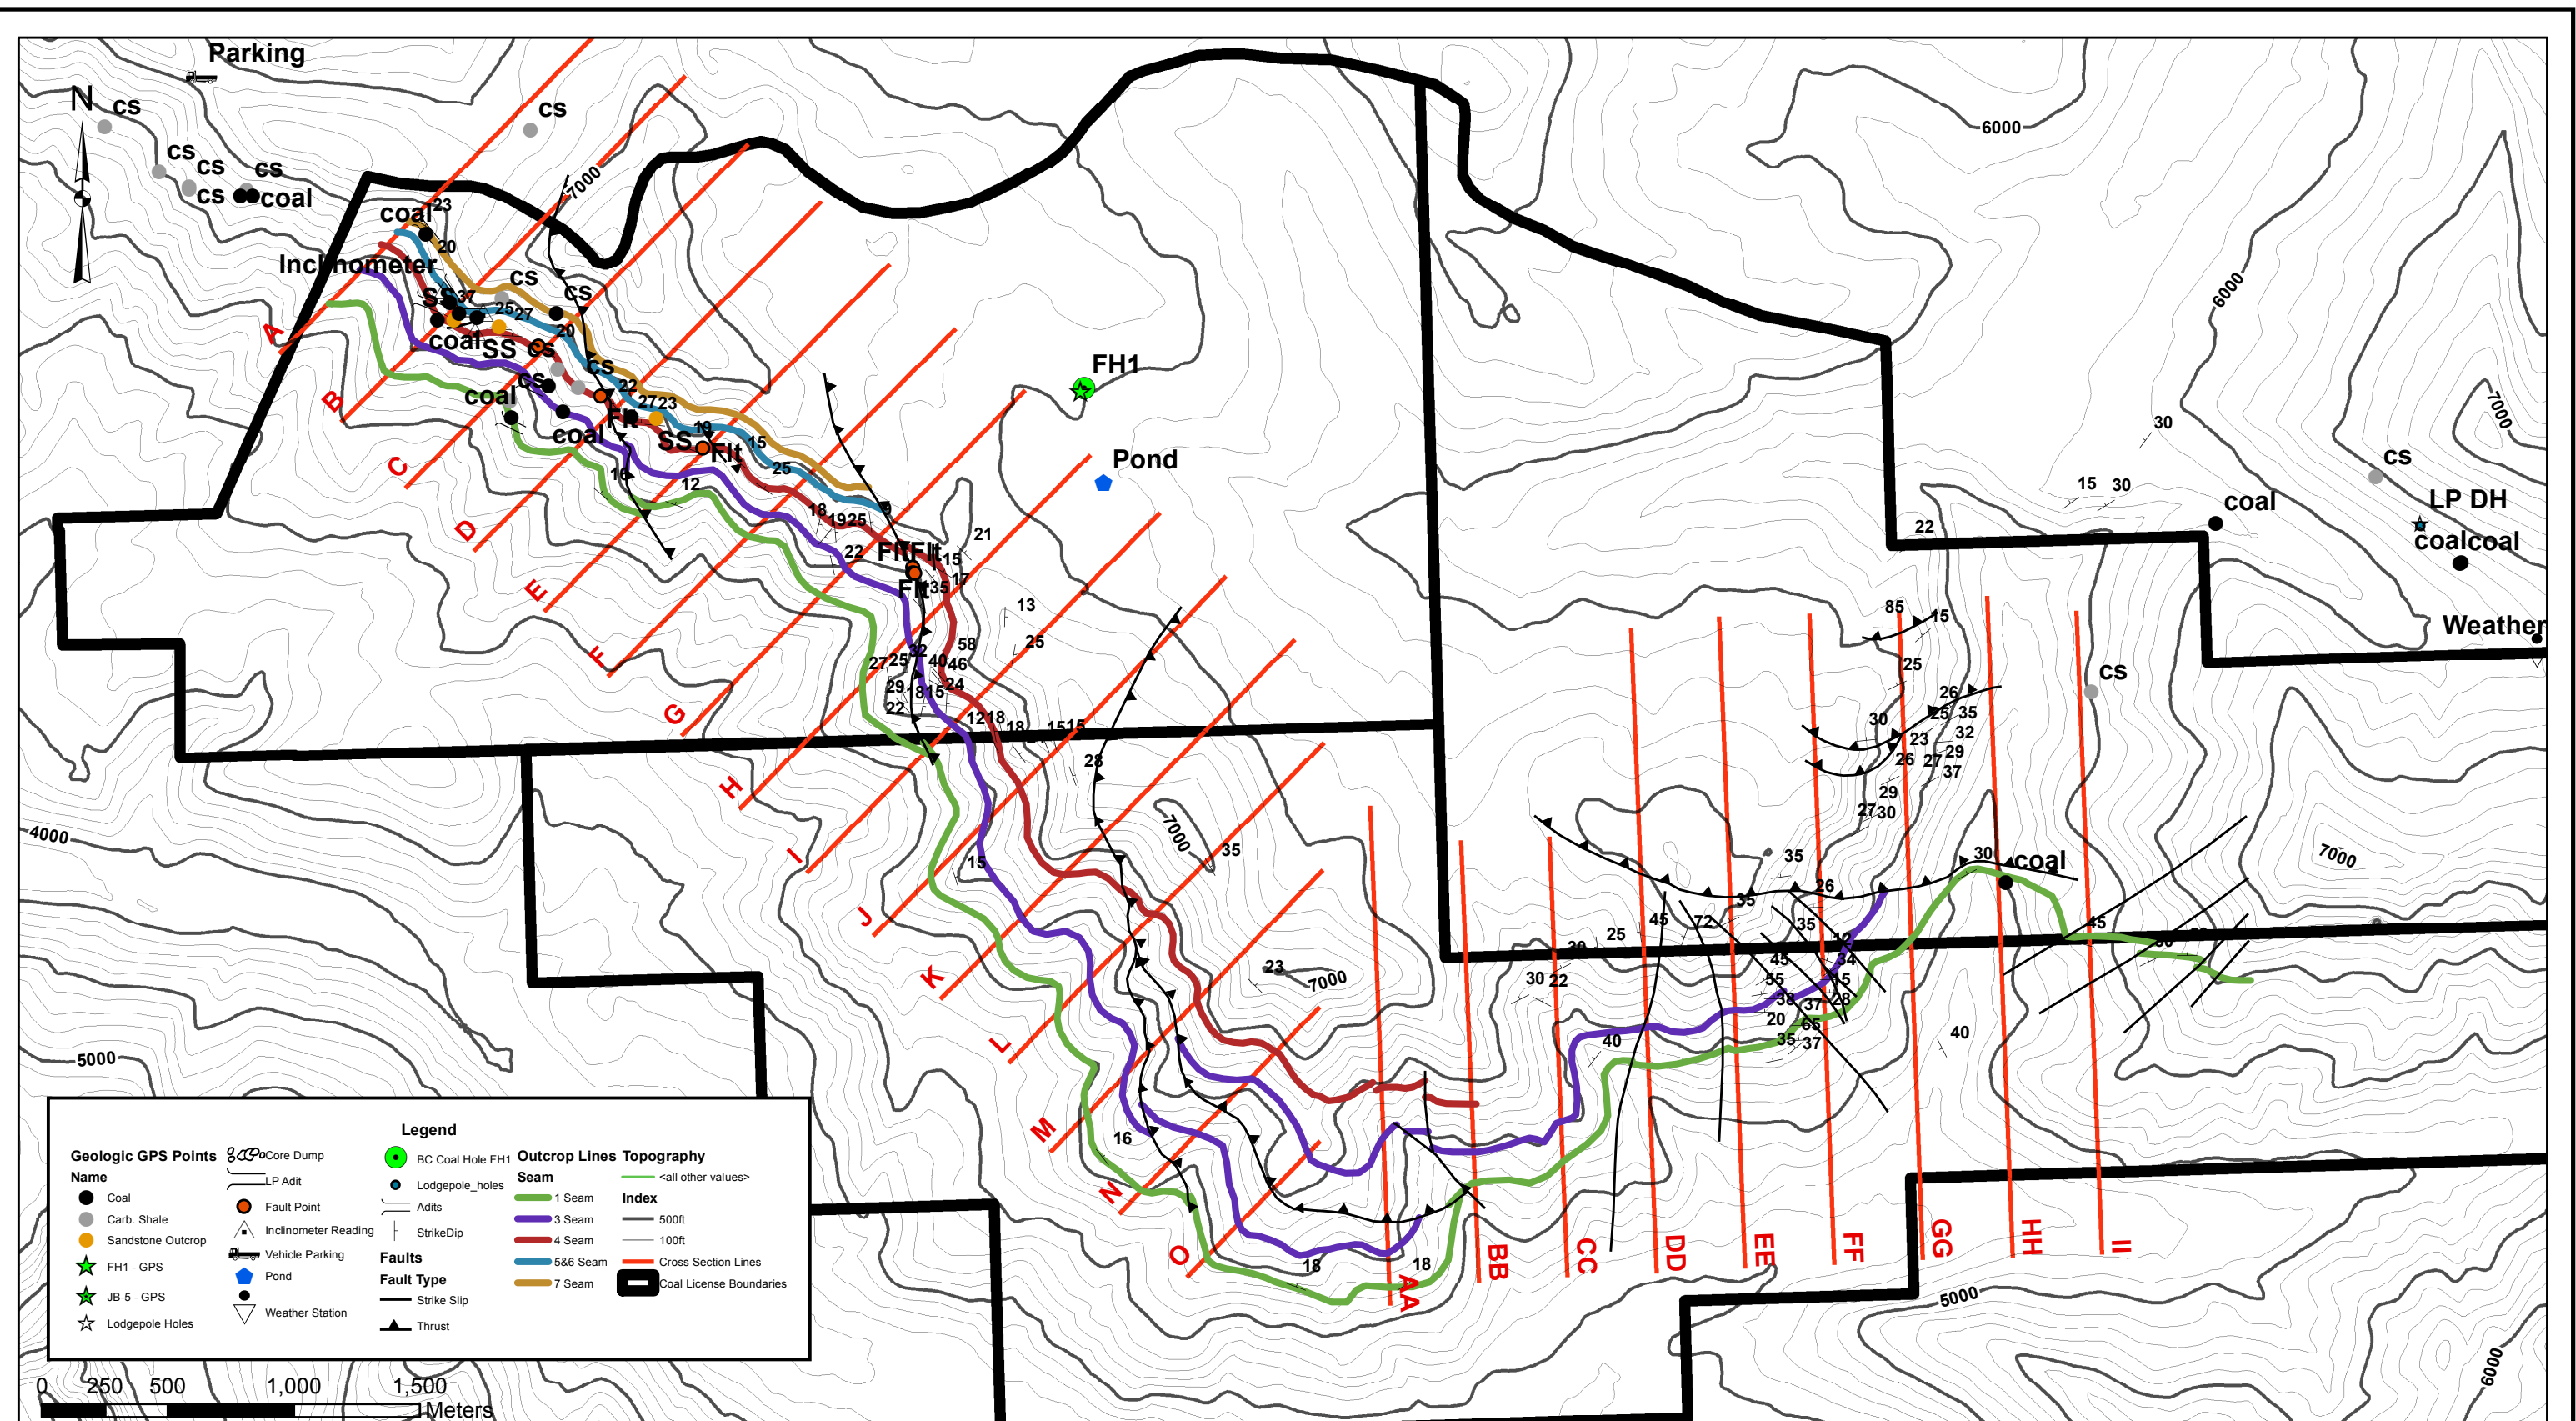 Parking
N
cs
cs
7000
6000
cs
cs
cs
cs
coal
coal
23
20
6000
Inclinometer
cs
cs
SS
37
25
27
20
A
coal
SS
cs
cs
FH1
7000
B
cs
22
coal
27
23
Flt
30
coal
SS
19
Flt
15
Pond
cs
C
25
16
12
15
30
coal
LP DH
D
18
19
25
9
22
coalcoal
21
22
Flt
Flt
15
17
E
Flt
35
13
85
15
Weather
F
58
25
32
27
25
40
46
25
cs
29
18
15
24
26
22
G
12
18
18
15
15
30
25
35
23
32
28
26
27
29
37
H
29
27
30
4000
7000
35
I
15
35
30
coal
7000
26
35
J
45
72
35
45
25
12
K
23
7000
30
45
34
30
22
55
15
38
37
28
20
65
L
35
37
40
40
5000
M
16
N
O
18
18
AA
BB
CC
DD
EE
FF
GG
HH
II
5000
6000
Legend
Geologic GPS Points
Name
Coal
Carb. Shale
Sandstone Outcrop
FH1 - GPS
JB-5 - GPS
Lodgepole Holes
Core Dump
LP Adit
Fault Point
Inclinometer Reading
Vehicle Parking
Pond
Weather Station
BC Coal Hole FH1
Lodgepole_holes
Adits
StrikeDip
Faults
Fault Type
Strike Slip
Thrust
Outcrop Lines
Seam
1 Seam
3 Seam
4 Seam
5&6 Seam
7 Seam
Topography
<all other values>
Index
500ft
100ft
Cross Section Lines
Coal License Boundaries
0 250 500 1,000 1,500
Meters